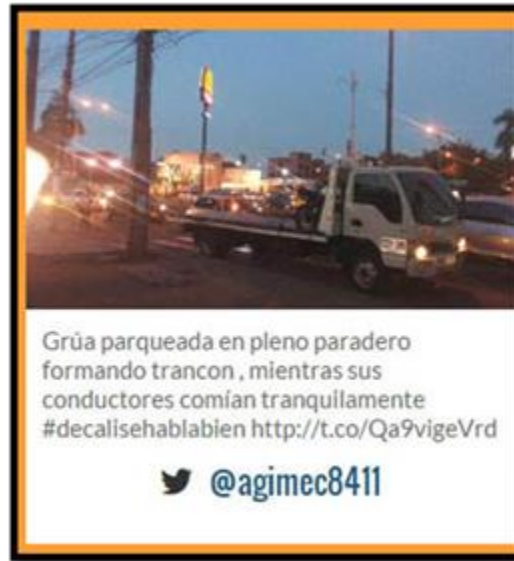 Grúa parqueada en pleno paradero
formando trancon , mientras sus
conductores comían tranquilamente
#decalisehablabien http://t.co/Qa9vigeVrd
@agimec8411